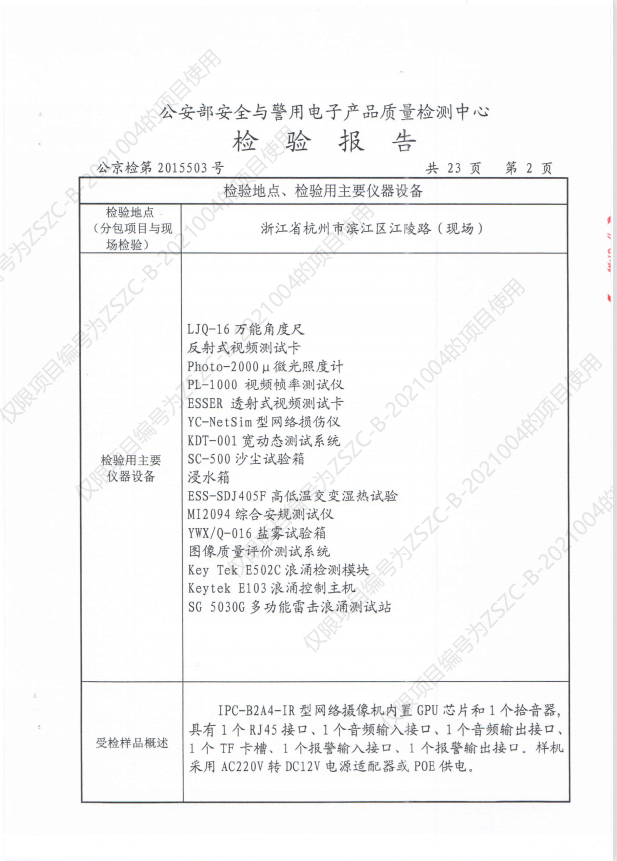 公安部安全与警用电子产品质量检测中心
检 验 报 告
公京检第 2015503 号 共 23 页 第 2 页
检验地点、检验用主要仪器设备
检验地点
（分包项目与现
场检验）
浙江省杭州市滨江区江陵路（现场）
检验用主要
仪器设备
LJQ-16 万能角度尺
反射式视频测试卡
Photo-2000μ微光照度计
PL-1000 视频帧率测试仪
ESSER 透射式视频测试卡
YC-NetSim 型网络损伤仪
KDT-001 宽动态测试系统
SC-500 沙尘试验箱
浸水箱
ESS-SDJ405F 高低温交变湿热试验
MI2094 综合安规测试仪
YWX/Q-016 盐雾试验箱
图像质量评价测试系统
Key Tek E502C 浪涌检测模块
Keytek E103 浪涌控制主机
SG 5030G 多功能雷击浪涌测试站
受检样品概述
IPC-B2A4-IR 型网络摄像机内置 GPU 芯片和 1 个拾音器，
具有 1 个 RJ45 接口、1 个音频输入接口、1 个音频输出接口、
1 个 TF 卡槽、1 个报警输入接口、1 个报警输出接口。样机
采用 AC220V 转 DC12V 电源适配器或 POE 供电。
仅限项目编号为ZSZC-B-2021004的项目使用